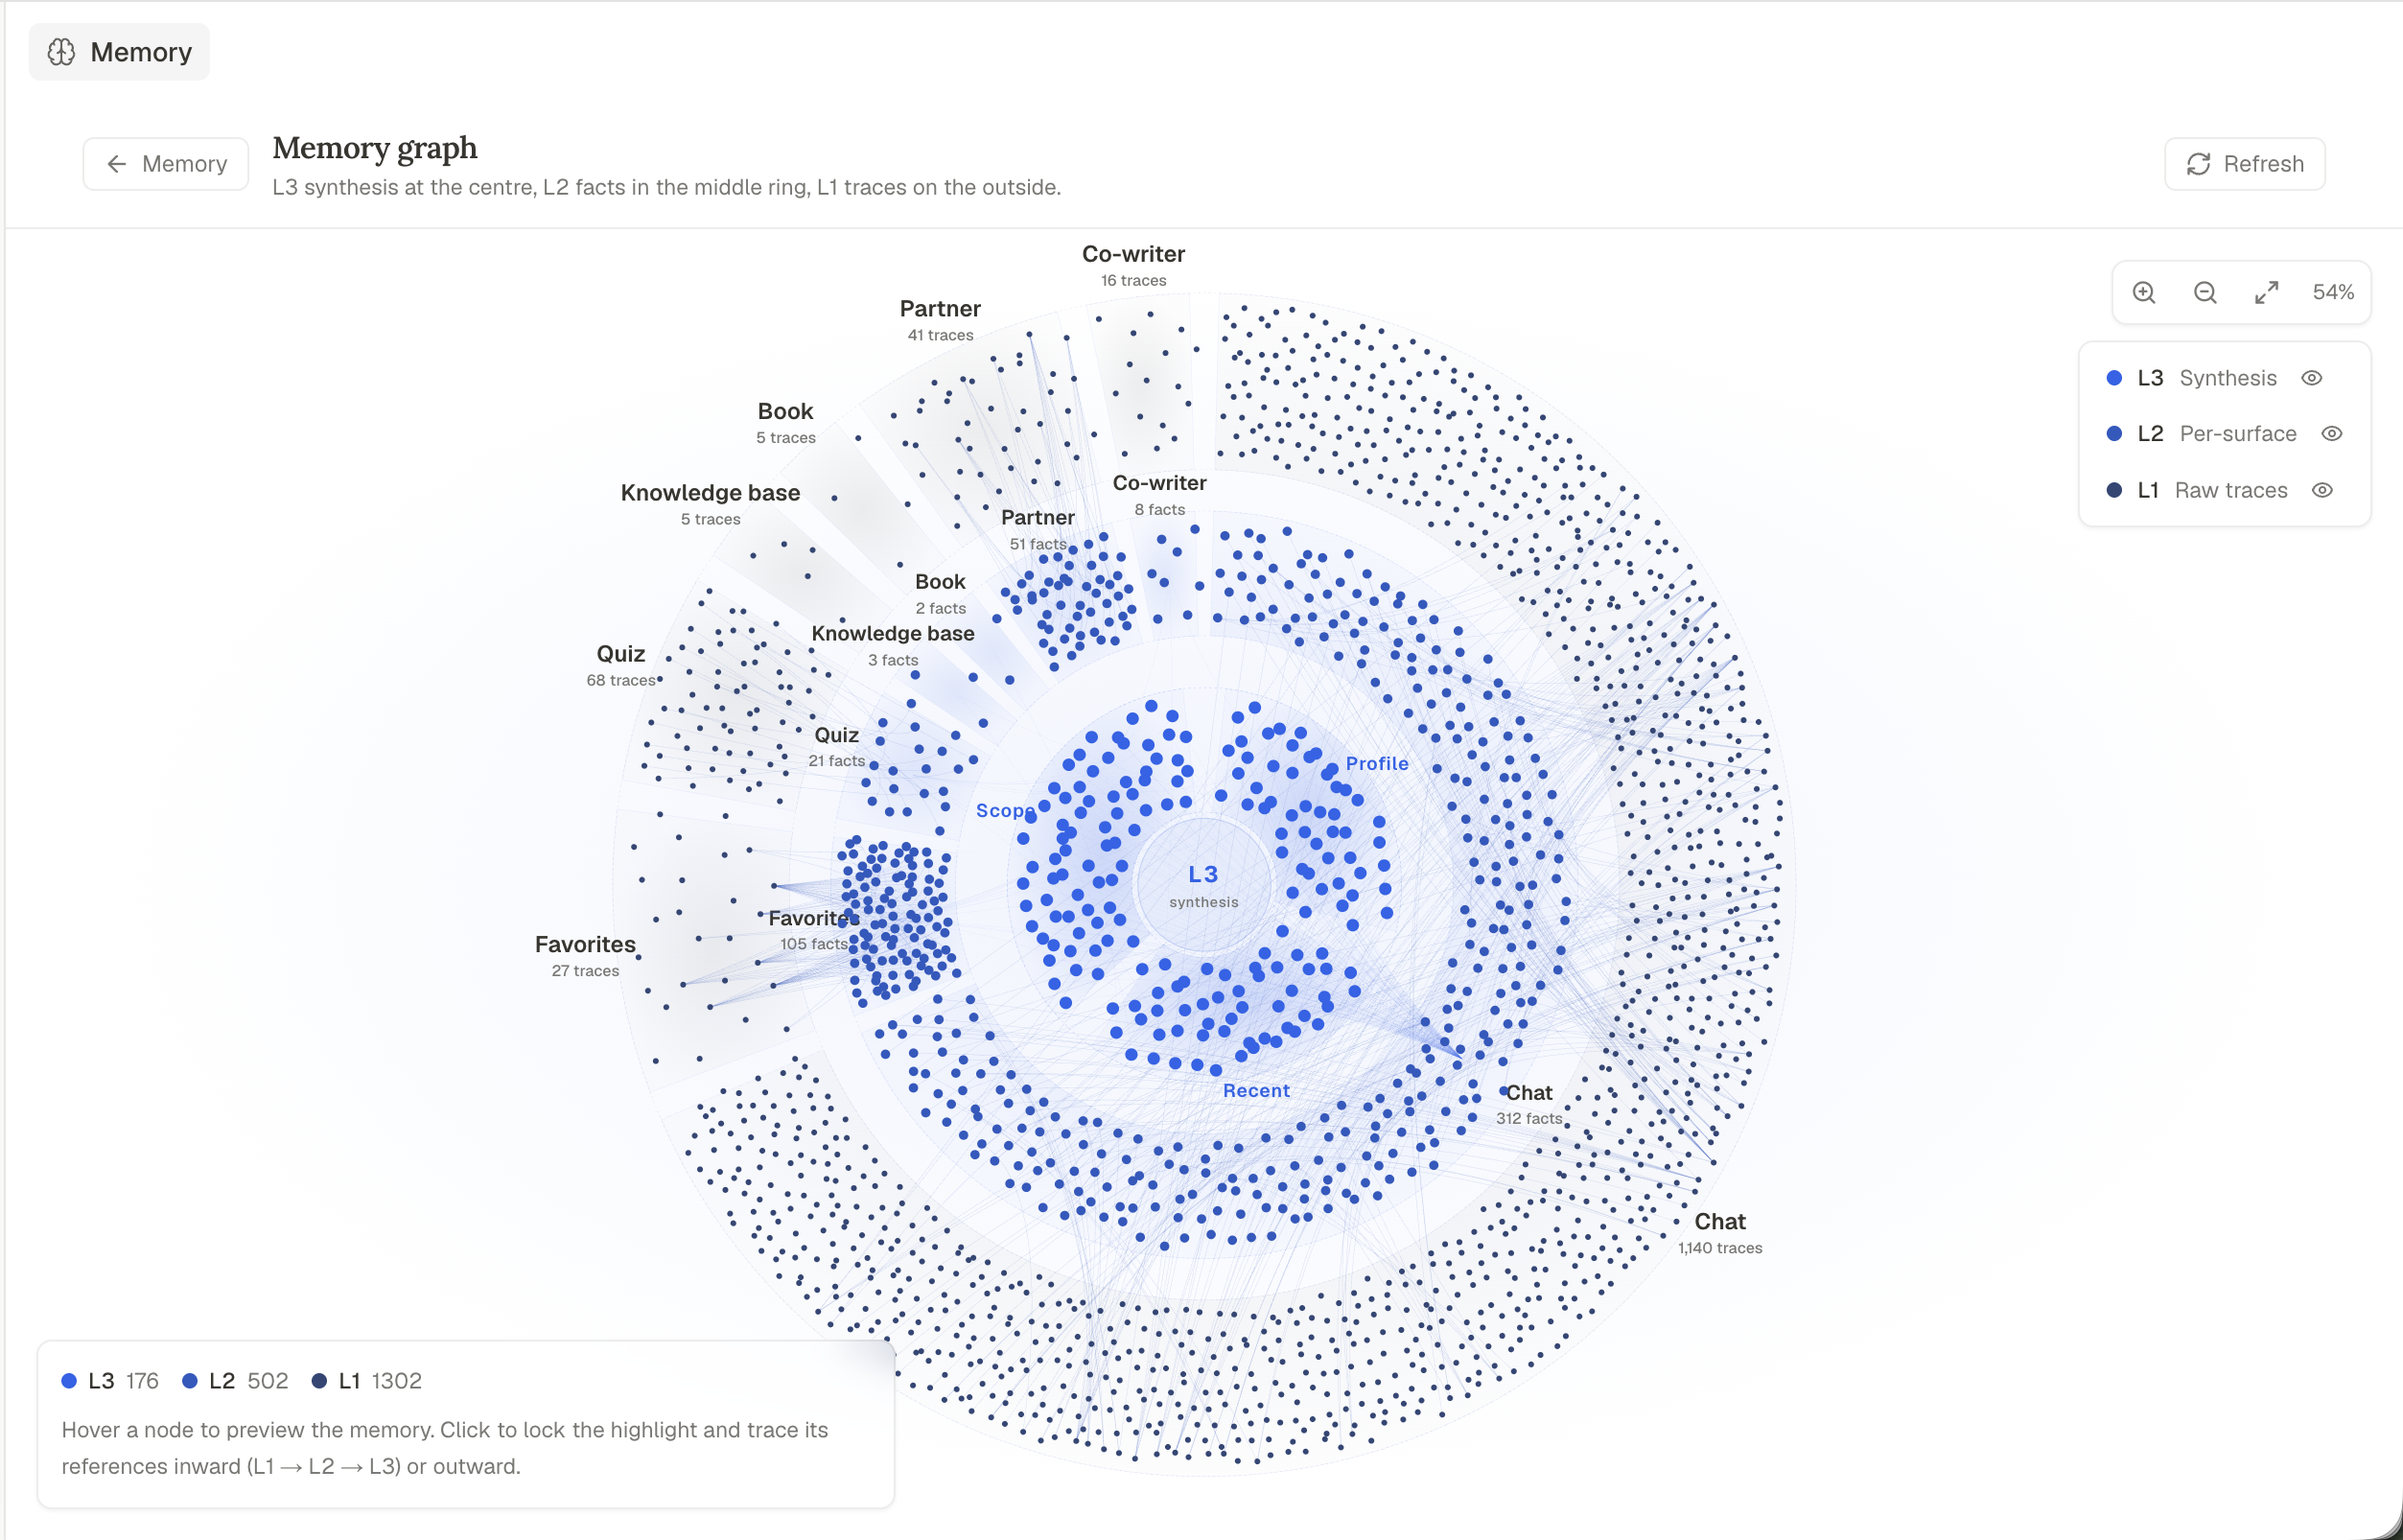 Memory
Memory
Memory graph
L3 synthesis at the centre, L2 facts in the middle ring, L1 traces on the outside.
Refresh
54%
L3 Synthesis
L2 Per-surface
L1 Raw traces
Co-writer
16 traces
Partner
41 traces
Book
5 traces
Knowledge base
5 traces
Quiz
68 traces
Favorites
27 traces
Chat
1,140 traces
Co-writer
8 facts
Partner
51 facts
Book
2 facts
Knowledge base
3 facts
Quiz
21 facts
Favorites
105 facts
Chat
312 facts
Profile
Scope
Recent
L3
synthesis
L3 176 L2 502 L1 1302
Hover a node to preview the memory. Click to lock the highlight and trace its
references inward (L1 → L2 → L3) or outward.